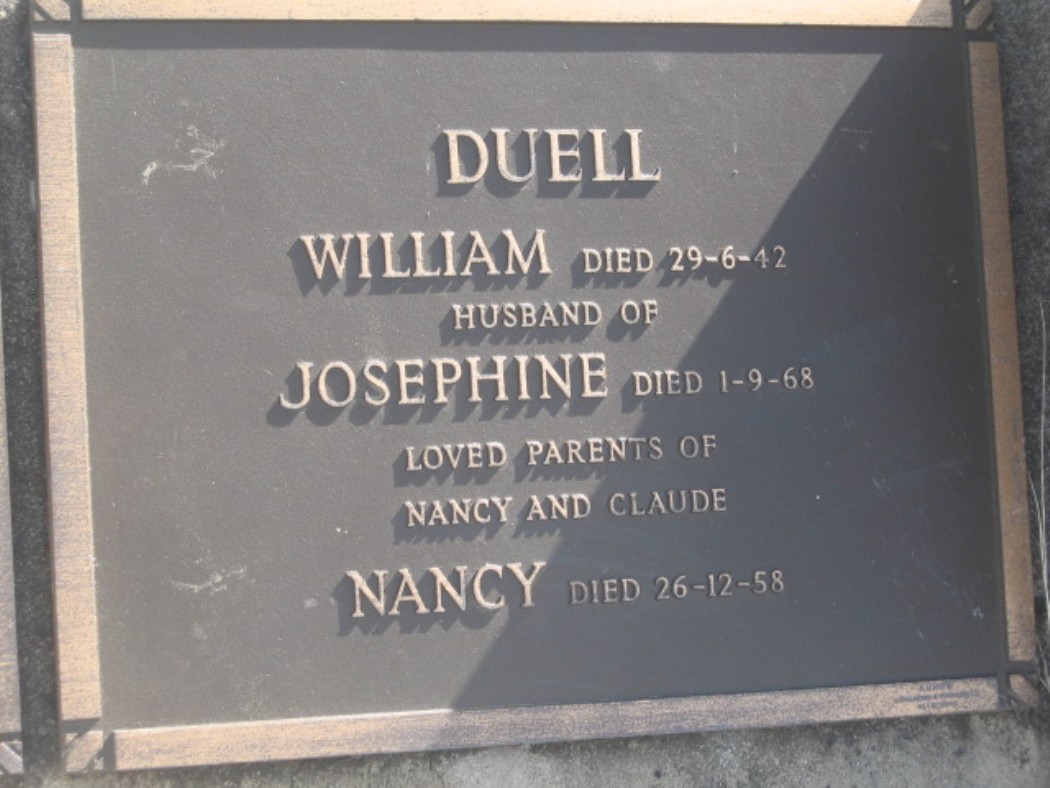 DUELL
WILLIAM DIED 29-6-42
HUSBAND OF
JOSEPHINE DIED 1-9-68
LOVED PARENTS OF
NANCY AND CLAUDE
NANCY DIED 26-12-58